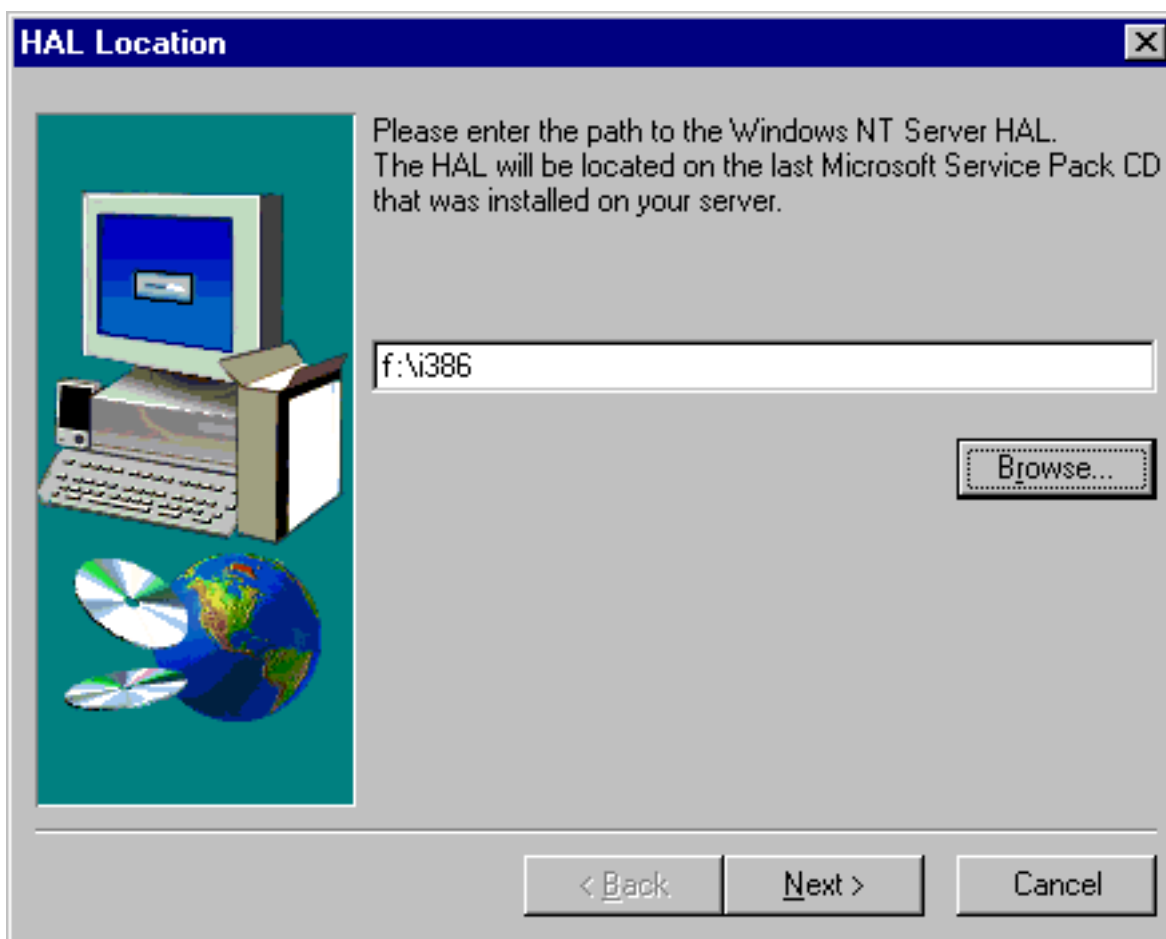 HAL Location
Please enter the path to the Windows NT Server HAL.
The HAL will be located on the last Microsoft Service Pack CD
that was installed on your server.
f:\i386
Browse...
< Back
Next >
Cancel